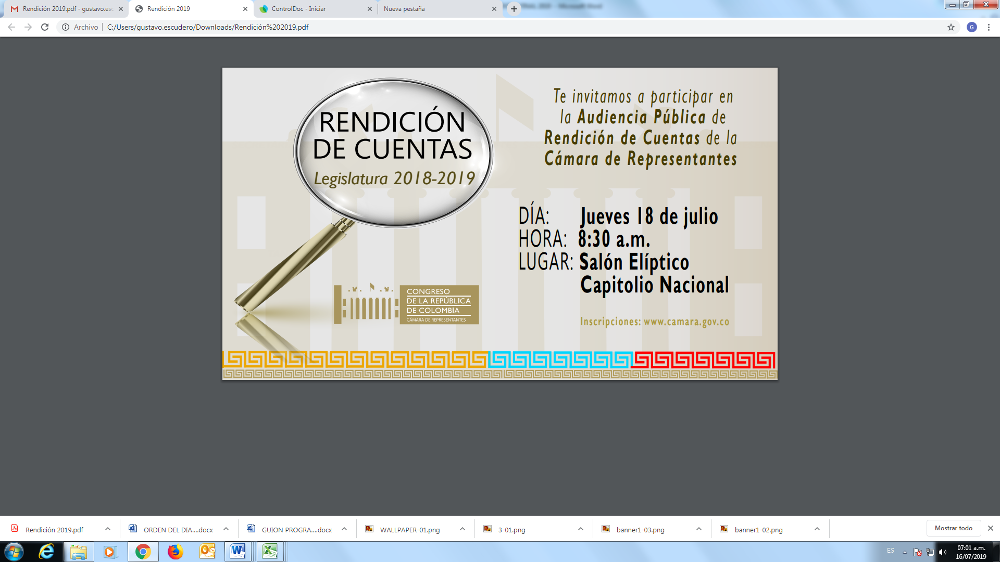 Rendición 2019.pdf - gustavo.esc
Rendición 2019
ControlDoc - Iniciar
Nueva pestaña
Archivo
C:/Users/gustavo.escudero/Downloads/Rendición%202019.pdf
G
RENDICIÓN
DE CUENTAS
Legislatura 2018-2019
Te invitamos a participar en
la Audiencia Pública de
Rendición de Cuentas de la
Cámara de Representantes
DÍA: Jueves 18 de julio
HORA: 8:30 a.m.
LUGAR: Salón Elíptico
Capitolio Nacional
Inscripciones: www.camara.gov.co
CONGRESO
DE LA REPÚBLICA
DE COLOMBIA
CÁMARA DE REPRESENTANTES
Rendición 2019.pdf
ORDEN DEL DIA....docx
GUION PROGRA....docx
WALLPAPER-01.png
3-01.png
banner1-03.png
banner1-02.png
Mostrar todo
ES
07:01 a.m.
16/07/2019